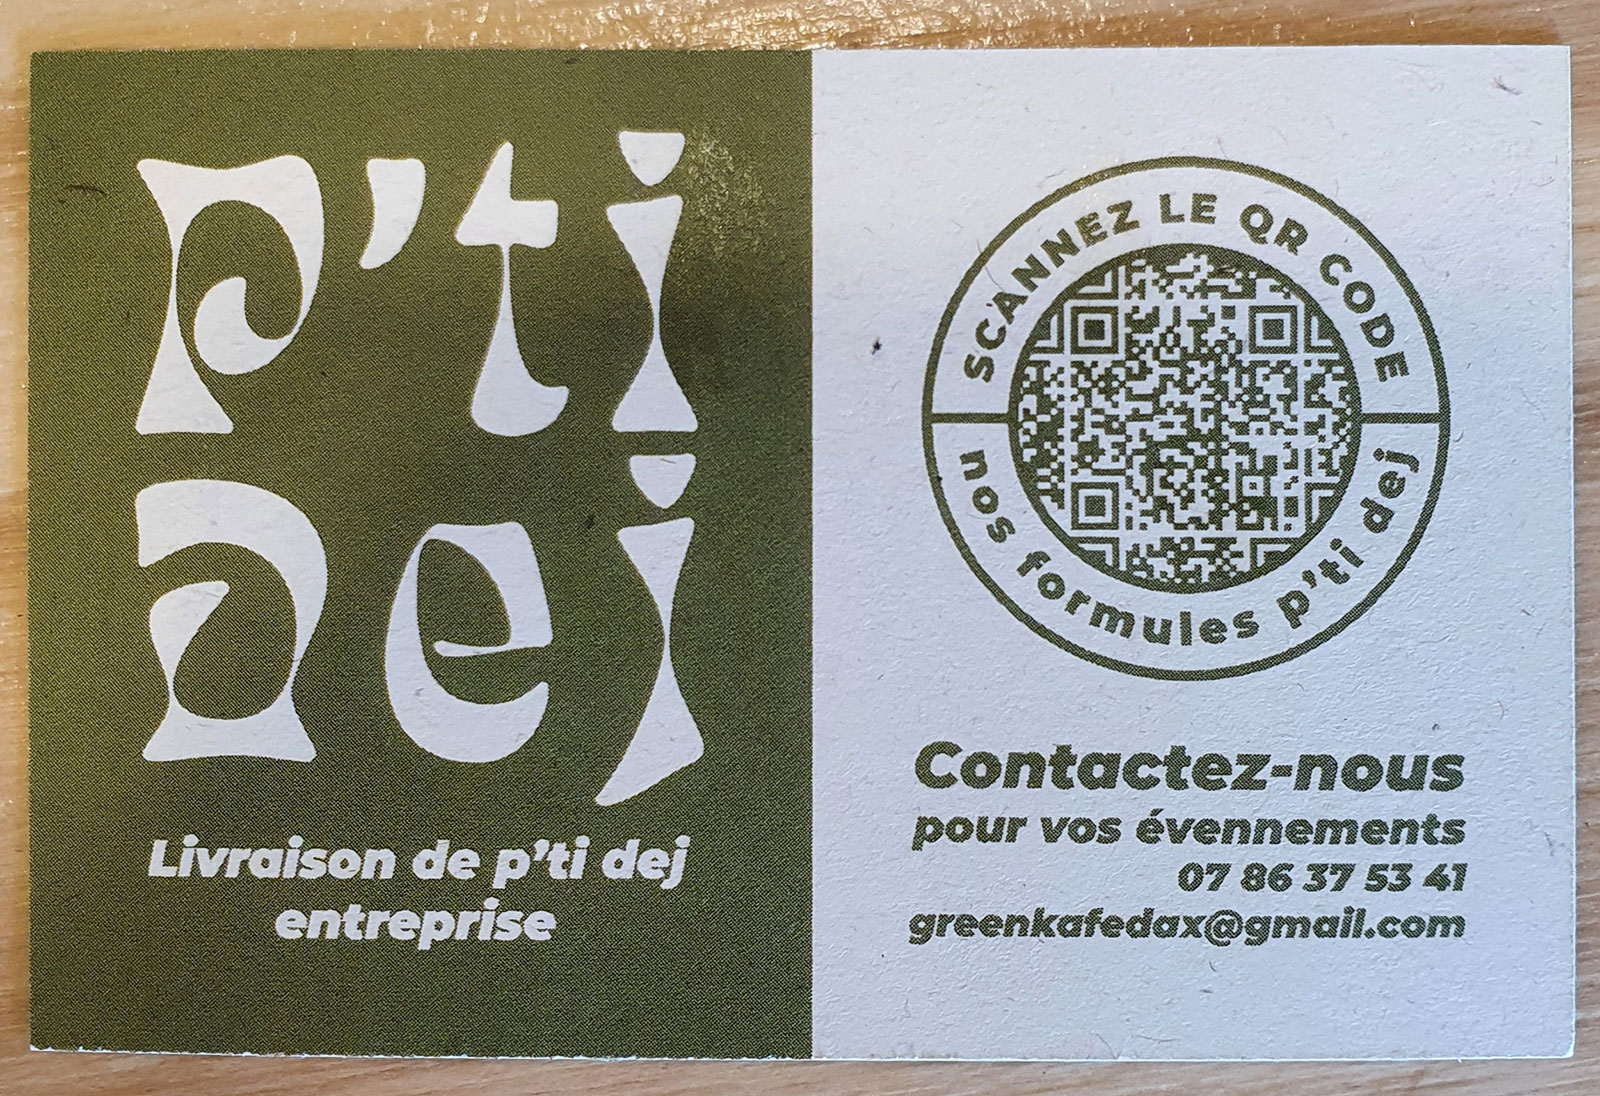 P'ti
Dej
Livraison de p'ti dej
entreprise
SCANNEZ LE QR CODE
nos formules p'ti dej
Contactez-nous
pour vos évennements
07 86 37 53 41
greenkafedax@gmail.com